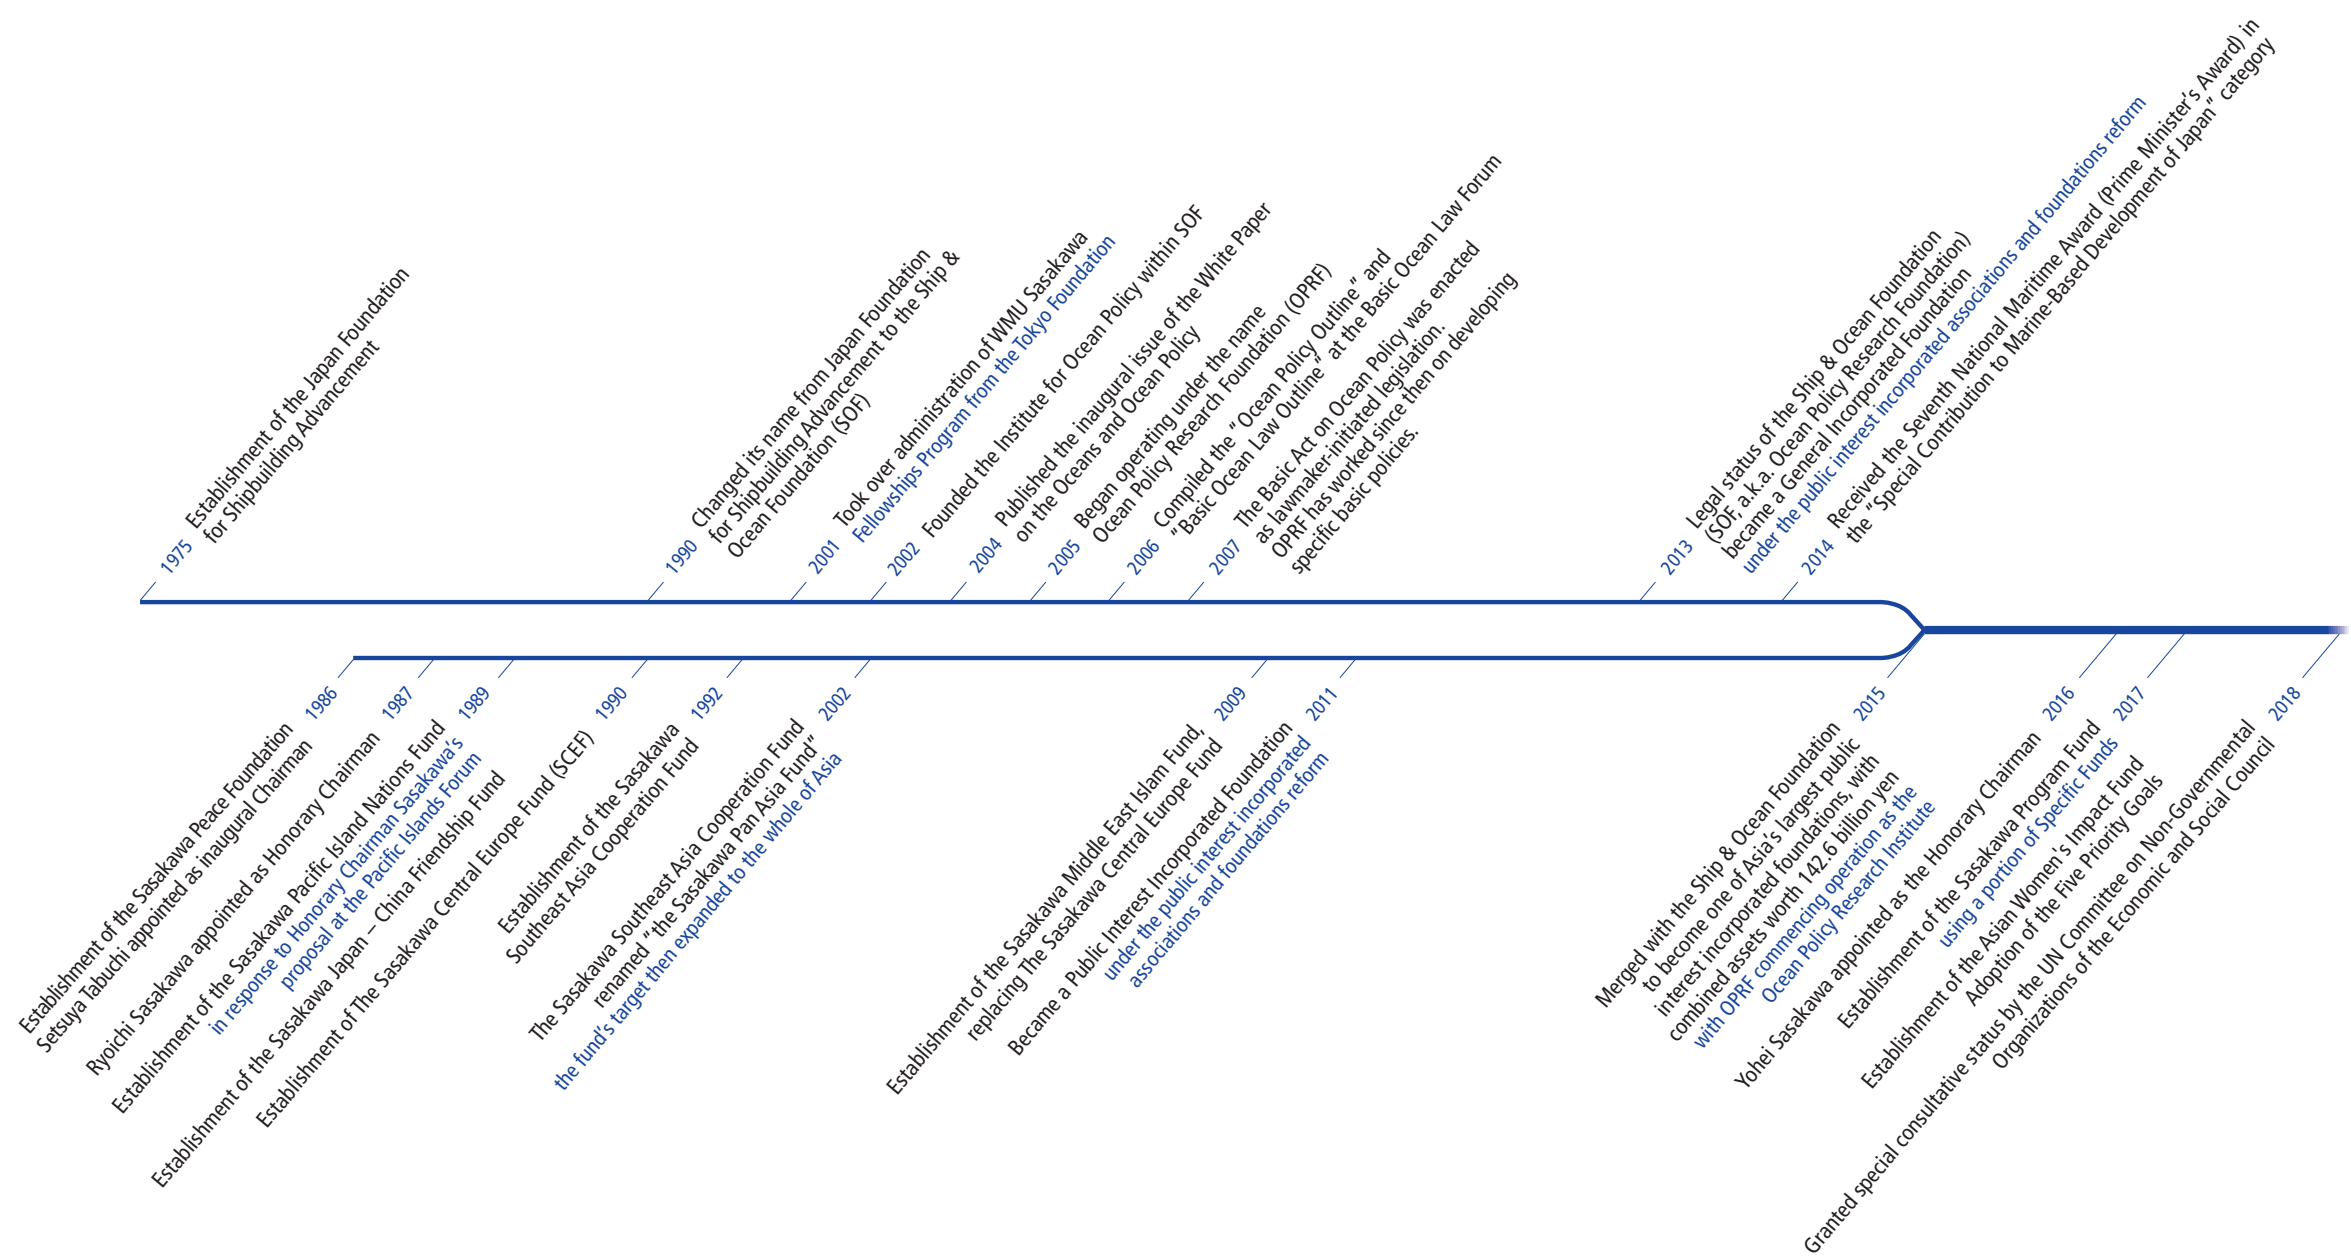 1975
Establishment of the Japan Foundation
for Shipbuilding Advancement
1990
Changed its name from Japan Foundation
for Shipbuilding Advancement to the Ship &
Ocean Foundation (SOF)
2001
Took over administration of WMU Sasakawa
Fellowships Program from the Tokyo Foundation
2002
Founded the Institute for Ocean Policy within SOF
2004
Published the inaugural issue of the White Paper
on the Oceans and Ocean Policy
2005
Began operating under the name
Ocean Policy Research Foundation (OPRF)
2006
Compiled the “Ocean Policy Outline” and
“Basic Ocean Law Outline” at the Basic Ocean Law Forum
2007
The Basic Act on Ocean Policy was enacted
as lawmaker-initiated legislation.
OPRF has worked since then on developing
specific basic policies.
2013
Legal status of the Ship & Ocean Foundation
(SOF, a.k.a. Ocean Policy Research Foundation)
became a General Incorporated Foundation
under the public interest incorporated associations and foundations reform
2014
Received the Seventh National Maritime Award (Prime Minister’s Award) in
the “Special Contribution to Marine-Based Development of Japan” category
1986
Establishment of the Sasakawa Peace Foundation
Setsuya Tabuchi appointed as inaugural Chairman
1987
Ryoichi Sasakawa appointed as Honorary Chairman
1989
Establishment of the Sasakawa Pacific Island Nations Fund
in response to Honorary Chairman Sasakawa’s
proposal at the Pacific Islands Forum
Establishment of the Sasakawa Japan – China Friendship Fund
1990
Establishment of The Sasakawa Central Europe Fund (SCEF)
1992
Establishment of the Sasakawa
Southeast Asia Cooperation Fund
2002
The Sasakawa Southeast Asia Cooperation Fund
renamed “the Sasakawa Pan Asia Fund”
the fund’s target then expanded to the whole of Asia
2009
Establishment of the Sasakawa Middle East Islam Fund,
replacing The Sasakawa Central Europe Fund
2011
Became a Public Interest Incorporated Foundation
under the public interest incorporated
associations and foundations reform
2015
Merged with the Ship & Ocean Foundation
to become one of Asia’s largest public
interest incorporated foundations, with
combined assets worth 142.6 billion yen
with OPRF commencing operation as the
Ocean Policy Research Institute
2016
Yohei Sasakawa appointed as the Honorary Chairman
2017
Establishment of the Sasakawa Program Fund
using a portion of Specific Funds
Establishment of the Asian Women’s Impact Fund
Adoption of the Five Priority Goals
2018
Granted special consultative status by the UN Committee on Non-Governmental
Organizations of the Economic and Social Council